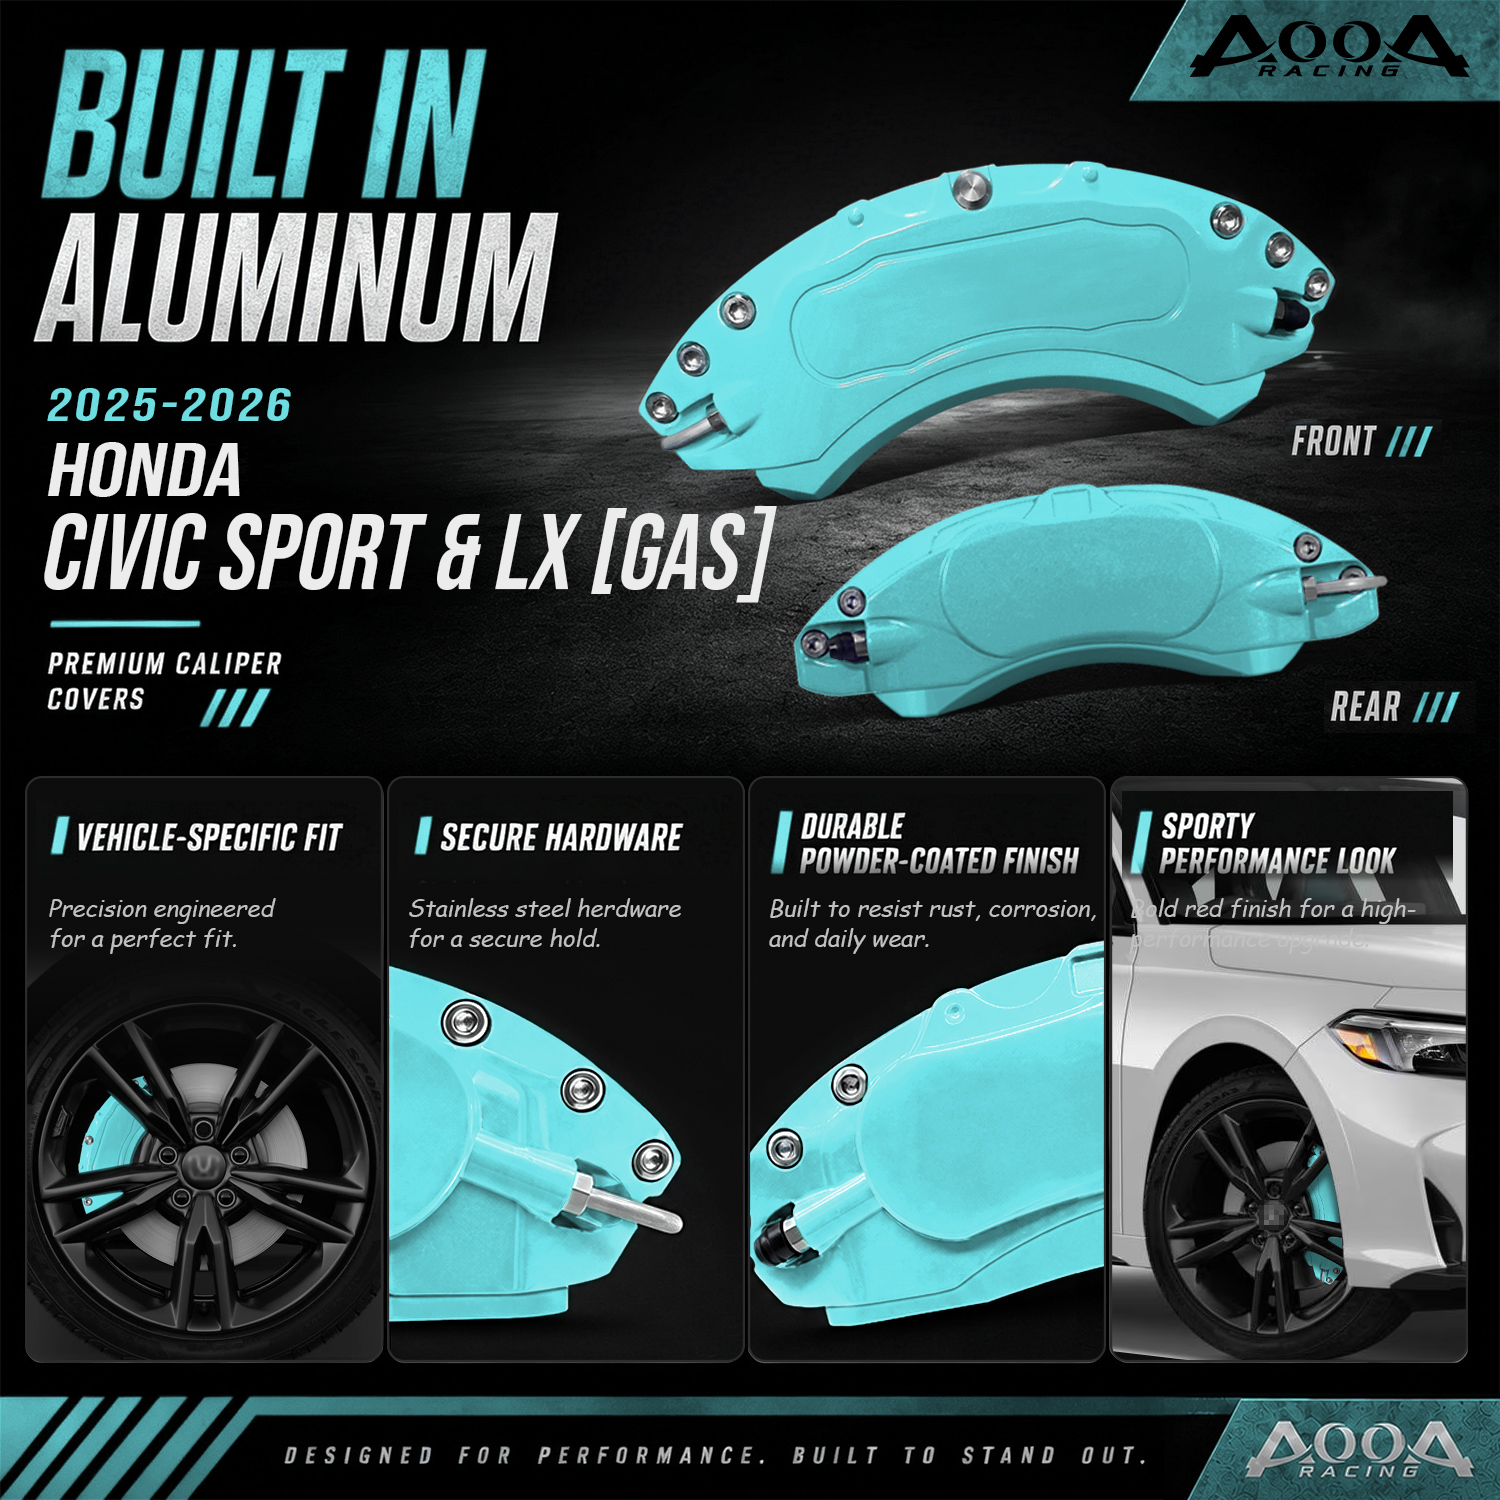 AOOA
RACING
BUILT IN
ALUMINUM
2025-2026
HONDA
CIVIC SPORT & LX [GAS]
PREMIUM CALIPER
COVERS
FRONT
REAR
VEHICLE-SPECIFIC FIT
Precision engineered
for a perfect fit.
SECURE HARDWARE
Stainless steel herdware
for a secure hold.
DURABLE
POWDER-COATED FINISH
Built to resist rust, corrosion,
and daily wear.
SPORTY
PERFORMANCE LOOK
Bold red finish for a high-
performance upgrade.
DESIGNED FOR PERFORMANCE. BUILT TO STAND OUT.
AOOA
RACING